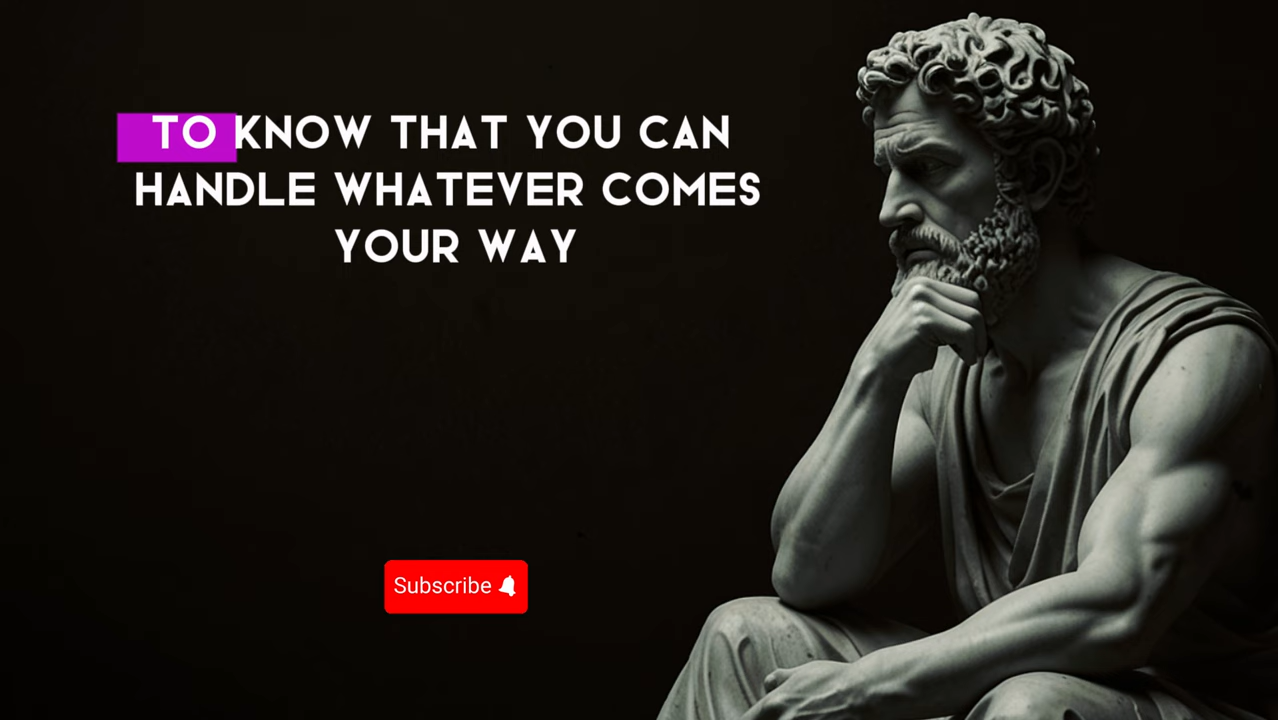 TO KNOW THAT YOU CAN
HANDLE WHATEVER COMES
YOUR WAY
Subscribe